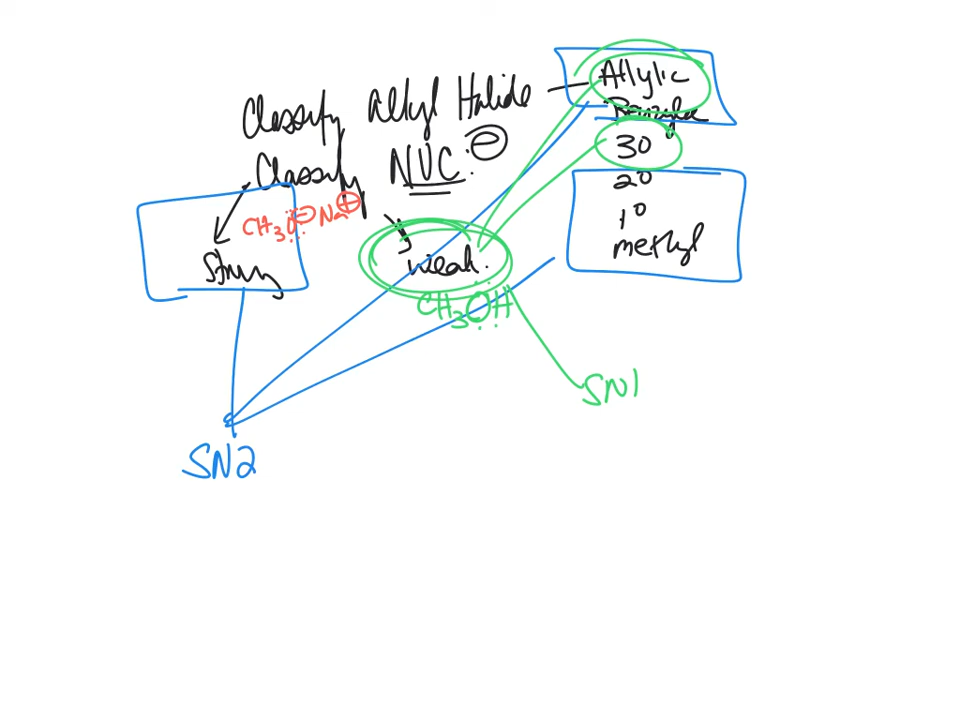 Classify Alkyl Halide — Allylic
Benzylic
Classify NUC:⊖
3°
2°
1°
methyl
CH3O⊖ Na⊕
strong
weak.
CH3OH
SN1
SN2